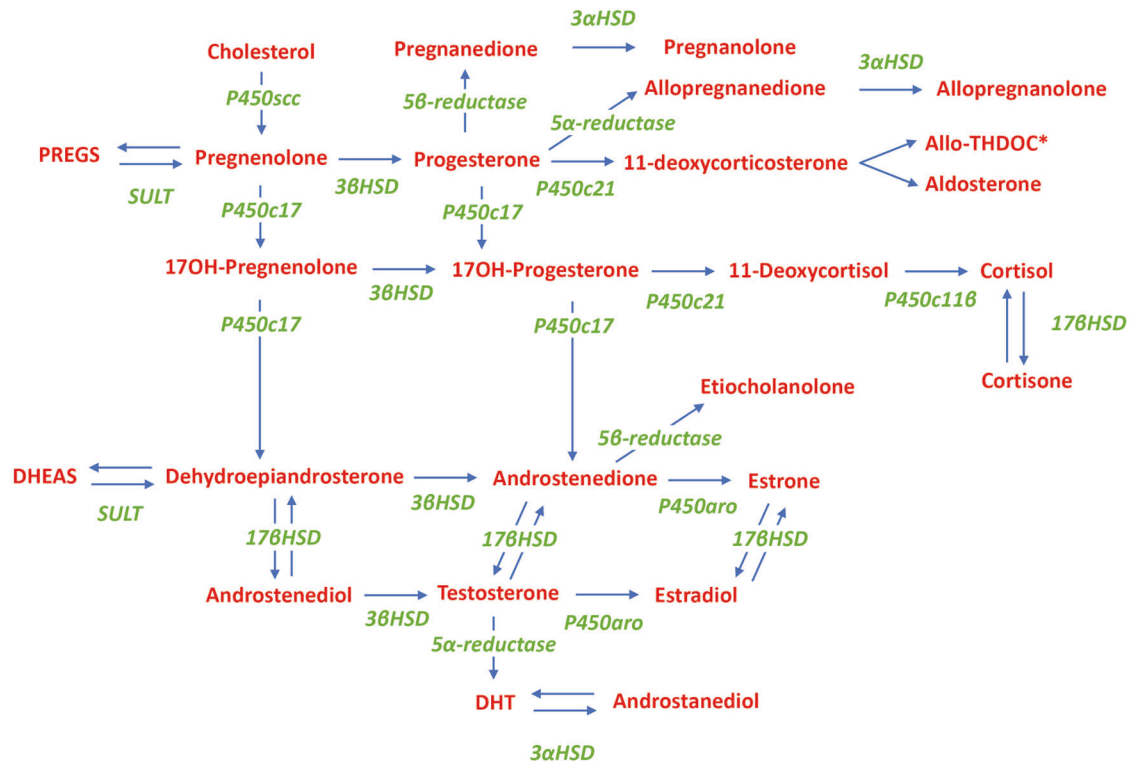 3αHSD
Cholesterol
Pregnanedione
Pregnanolone
3αHSD
P450scc
5β-reductase
Allopregnanedione
Allopregnanolone
5α-reductase
PREGS
Pregnenolone
Progesterone
11-deoxycorticosterone
Allo-THDOC*
Aldosterone
SULT
3βHSD
P450c21
P450c17
P450c17
17OH-Pregnenolone
17OH-Progesterone
11-Deoxycortisol
Cortisol
3βHSD
P450c21
P450c11β
P450c17
P450c17
17βHSD
Cortisone
Etiocholanolone
5β-reductase
DHEAS
Dehydroepiandrosterone
Androstenedione
Estrone
SULT
3βHSD
P450aro
17βHSD
17βHSD
17βHSD
Androstenediol
Testosterone
Estradiol
3βHSD
P450aro
5α-reductase
DHT
Androstanediol
3αHSD